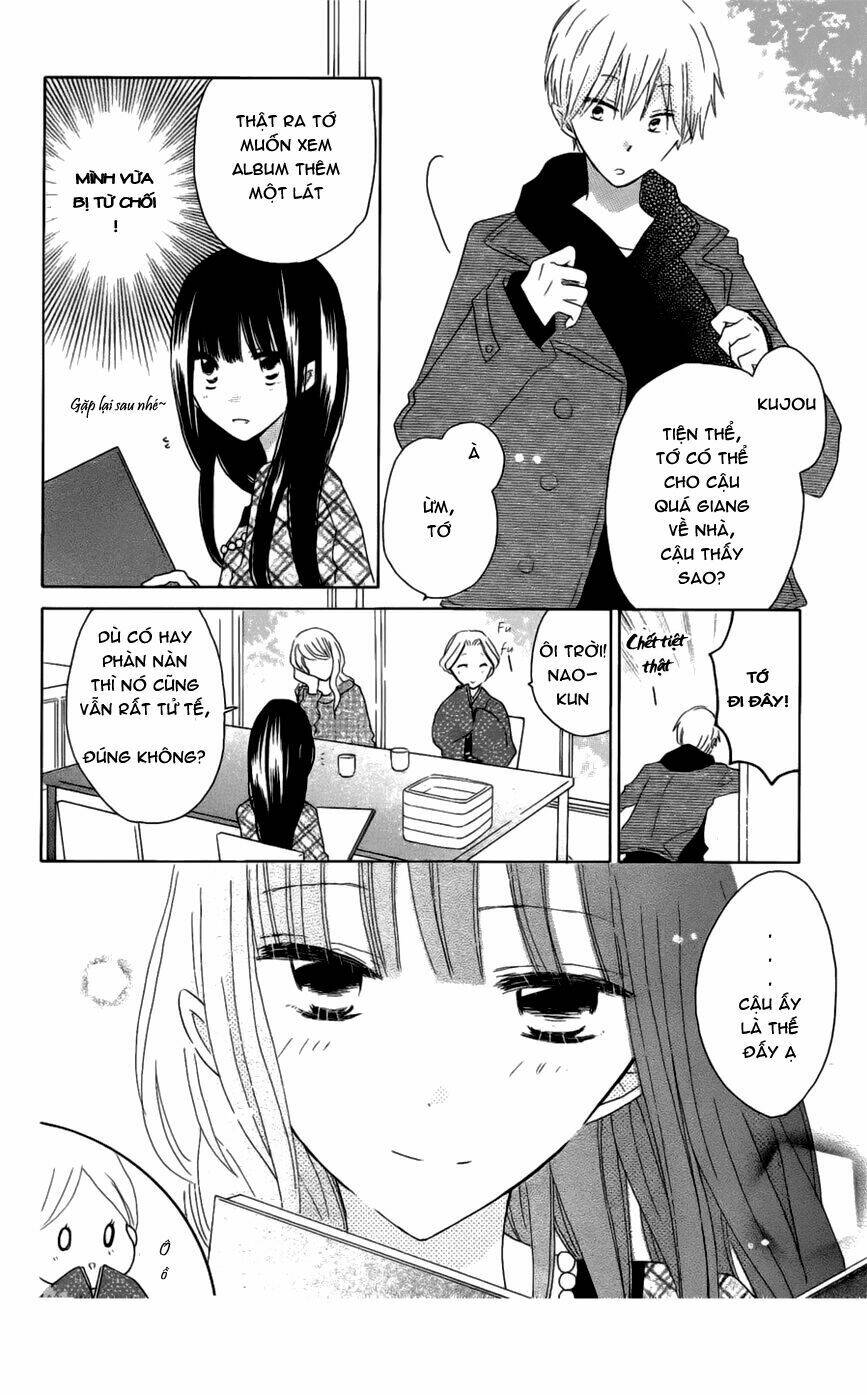 KUJOU
TIỆN THỂ,
TỚ CÓ THỂ
CHO CẬU
QUÁ GIANG
VỀ NHÀ,
CẬU THẤY
SAO?
À
ỪM,
TỚ
THẬT RA TỚ
MUỐN XEM
ALBUM THÊM
MỘT LÁT
MÌNH VỪA
BỊ TỪ CHỐI
!
Gặp lại sau nhé~
Chết tiệt
thật
TỚ
ĐI ĐÂY!
ÔI TRỜI!
NAO-
KUN
Fu
Fu
DÙ CÓ HAY
PHÀN NÀN
THÌ NÓ CŨNG
VẪN RẤT TỬ TẾ,
ĐÚNG KHÔNG?
.
.
.
CẬU ẤY
LÀ THẾ
ĐẤY Ạ
Ồ
ồ